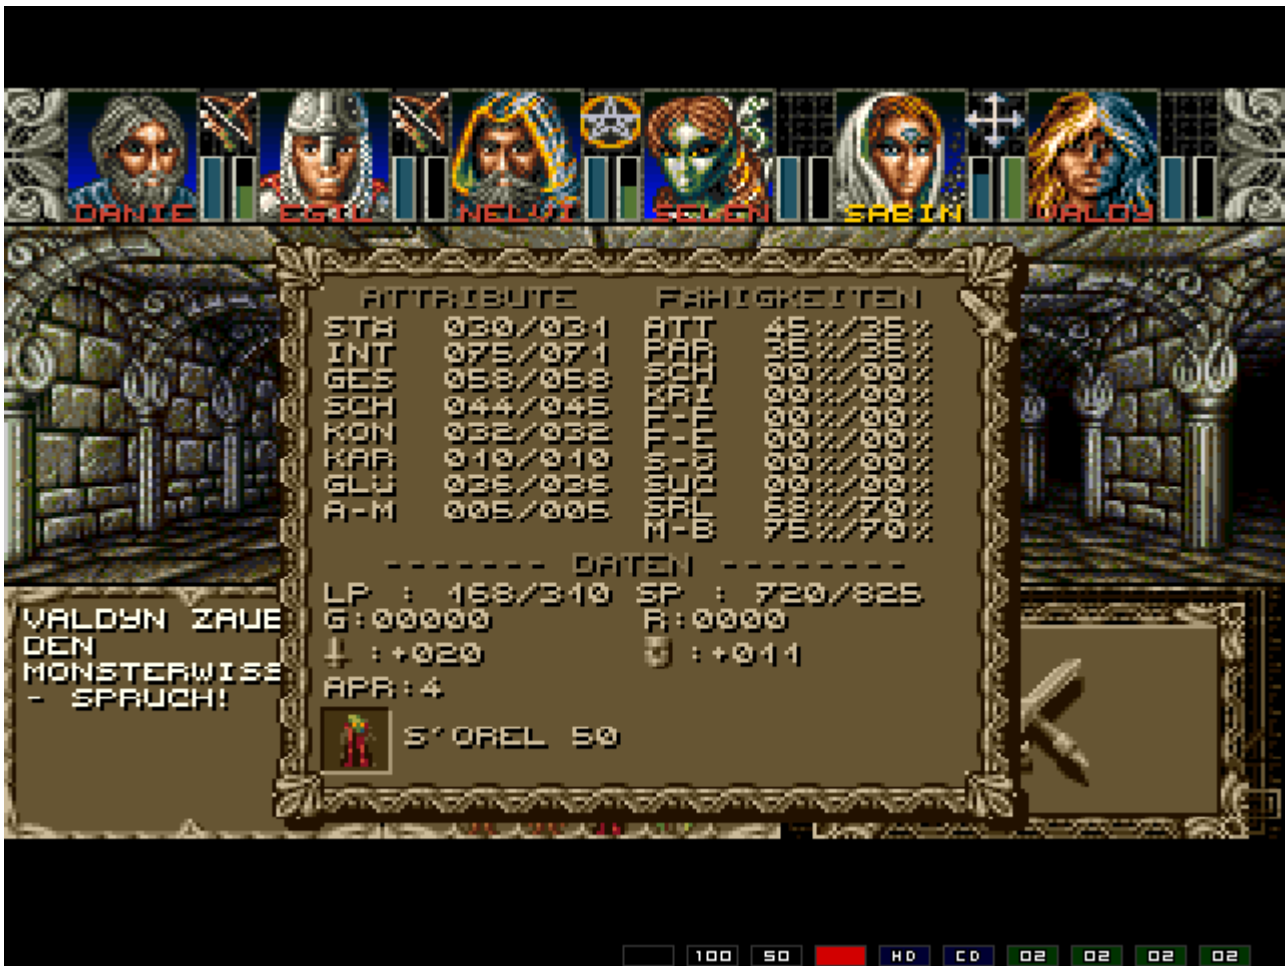 DANIE EGIL NELVI SELEN SABIN VALDY
ATTRIBUTE FÄHIGKEITEN
STÄ 030/031 ATT 45%/35%
INT 075/071 PAR 35%/35%
GES 058/058 SCH 00%/00%
SCH 044/045 KRI 00%/00%
KON 032/032 F-F 00%/00%
KAR 010/010 F-E 00%/00%
GLÜ 036/036 S-Ö 00%/00%
A-M 005/005 SUC 00%/00%
SRL 68%/70%
M-B 75%/70%
------- DATEN --------
LP : 168/310 SP : 720/825
G:00000 R:0000
:+020 :+011
APR:4
S'OREL 50
VALDYN ZAUE
DEN
MONSTERWISS
- SPRUCH!
100 50 HD CD 02 02 02 02